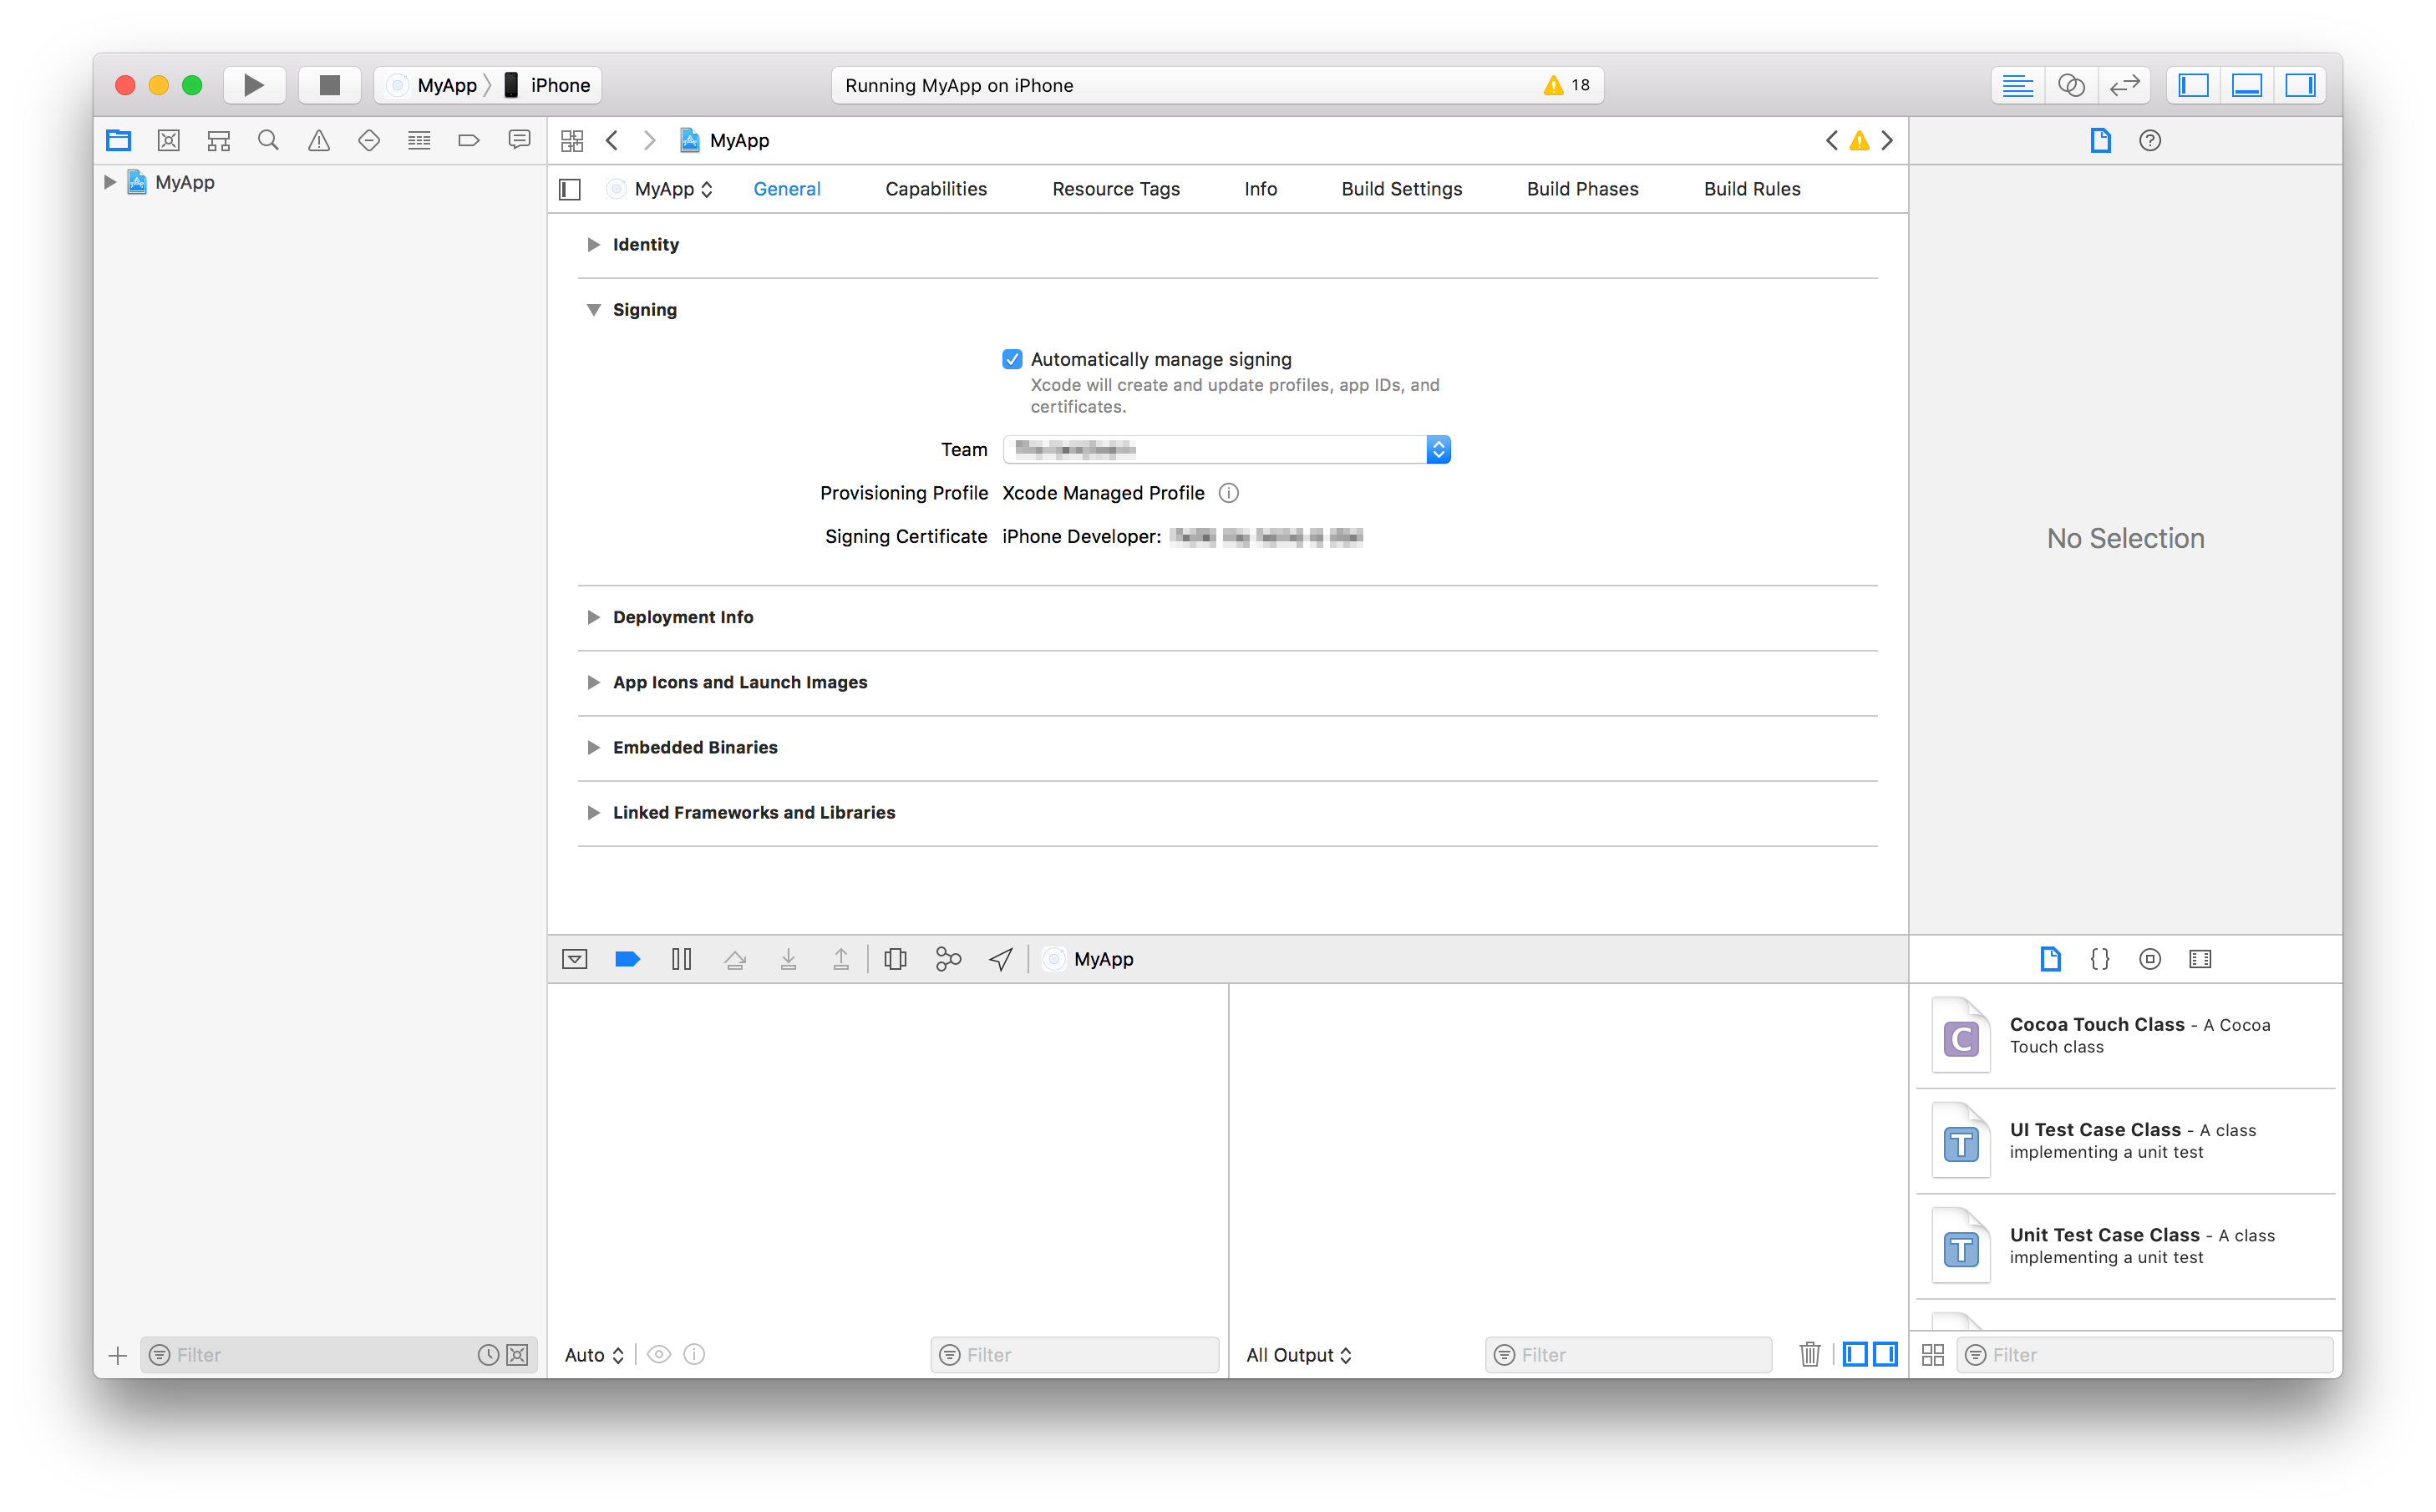 MyApp iPhone
Running MyApp on iPhone 18
MyApp
MyApp
MyApp General Capabilities Resource Tags Info Build Settings Build Phases Build Rules
Identity
Signing
Automatically manage signing
Xcode will create and update profiles, app IDs, and
certificates.
Team
Provisioning Profile Xcode Managed Profile
Signing Certificate iPhone Developer:
Deployment Info
App Icons and Launch Images
Embedded Binaries
Linked Frameworks and Libraries
No Selection
MyApp
Cocoa Touch Class - A Cocoa
Touch class
UI Test Case Class - A class
implementing a unit test
Unit Test Case Class - A class
implementing a unit test
Filter
Auto
Filter
All Output
Filter
Filter